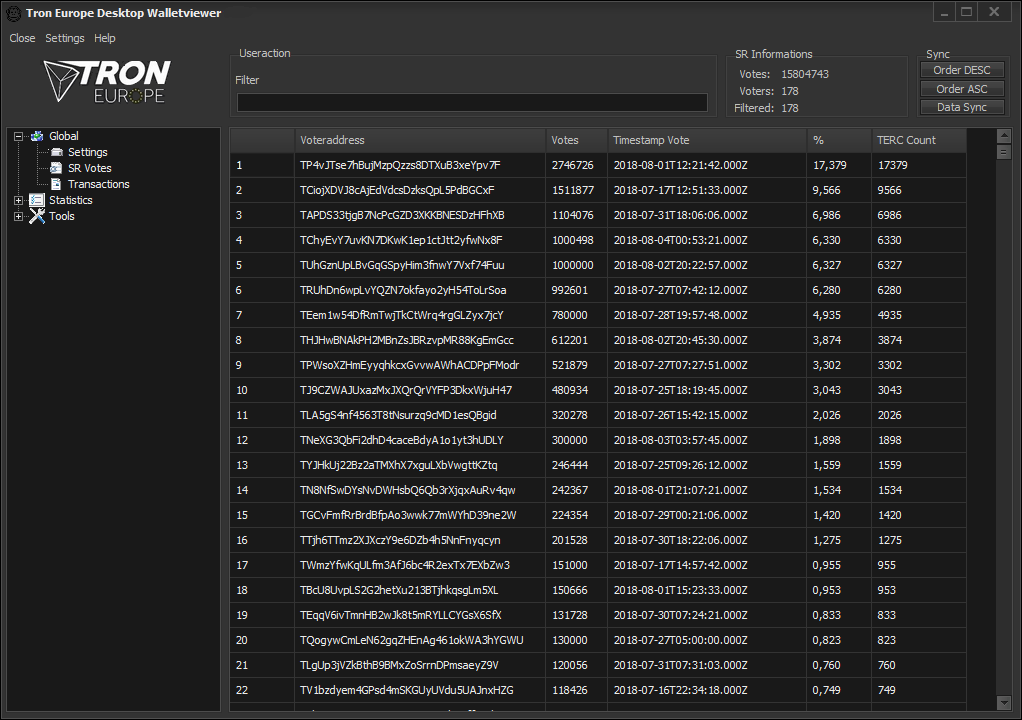 Tron Europe Desktop Walletviewer
Close Settings Help
TRON
EUROPE
Useraction
Filter
SR Informations
Votes: 15804743
Voters: 178
Filtered: 178
Sync
Order DESC
Order ASC
Data Sync
Global
Settings
SR Votes
Transactions
Statistics
Tools
Voteraddress Votes Timestamp Vote % TERC Count
1 TP4vJTse7hBujMzpQzzs8DTXuB3xeYpv7F 2746726 2018-08-01T12:21:42.000Z 17,379 17379
2 TCiojXDVJ8cAjEdVdcsDzksQpL5PdBGCxF 1511877 2018-07-17T12:51:33.000Z 9,566 9566
3 TAPDS33tjgB7NcPcGZD3XKKBNESDzHFhXB 1104076 2018-07-31T18:06:06.000Z 6,986 6986
4 TChyEvY7uvKN7DKwK1ep1ctJtt2yfwNx8F 1000498 2018-08-04T00:53:21.000Z 6,330 6330
5 TUhGznUpLBvGqGSpyHim3fnwY7Vxf74Fuu 1000000 2018-08-02T20:22:57.000Z 6,327 6327
6 TRUhDn6wpLvYQZN7okfayo2yH54ToLrSoa 992601 2018-07-27T07:42:12.000Z 6,280 6280
7 TEem1w54DfRmTwjTkCtWrq4rgGLZyx7jcY 780000 2018-07-28T19:57:48.000Z 4,935 4935
8 THJHwBNAkPH2MBnZsJBRzvpMR88KgEmGcc 612201 2018-08-02T20:45:30.000Z 3,874 3874
9 TPWsoXZHmEyyqhkcxGvvwAWhACDPpFModr 521879 2018-07-27T07:27:51.000Z 3,302 3302
10 TJ9CZWAJUxazMxJXQrQrVYFP3DkxWjuH47 480934 2018-07-25T18:19:45.000Z 3,043 3043
11 TLA5gS4nf4563T8tNsurzq9cMD1esQBgid 320278 2018-07-26T15:42:15.000Z 2,026 2026
12 TNeXG3QbFi2dhD4caceBdyA1o1yt3hUDLY 300000 2018-08-03T03:57:45.000Z 1,898 1898
13 TYJHkUj22Bz2aTMXhX7xguLXbVwgttKZtq 246444 2018-07-25T09:26:12.000Z 1,559 1559
14 TN8NfSwDYsNvDWHsbQ6Qb3rXjqxAuRv4qw 242367 2018-08-01T21:07:21.000Z 1,534 1534
15 TGCvFmfRrBrdBfpAo3wwk77mWYhD39ne2W 224354 2018-07-29T00:21:06.000Z 1,420 1420
16 TTjh6TTmz2XJXczY9e6DZb4h5NnFnyqcyn 201528 2018-07-30T18:22:06.000Z 1,275 1275
17 TWmzYfwKqULfm3AfJ6bc4R2exTx7EXbZw3 151000 2018-07-17T14:57:42.000Z 0,955 955
18 TBcU8UvpLS2G2hetXu213BTjhkqsgLm5XL 150666 2018-08-01T15:23:33.000Z 0,953 953
19 TEqqV6ivTmnHB2wJk8t5mRYLLCYGsX6SfX 131728 2018-07-30T07:24:21.000Z 0,833 833
20 TQogywCmLeN62gqZHEnAg461okWA3hYGWU 130000 2018-07-27T05:00:00.000Z 0,823 823
21 TLgUp3jVZkBthB9BMxZoSrrnDPmsaeyZ9V 120056 2018-07-31T07:31:03.000Z 0,760 760
22 TV1bzdyem4GPsd4mSKGUyUVdu5UAJnxHZG 118426 2018-07-16T22:34:18.000Z 0,749 749